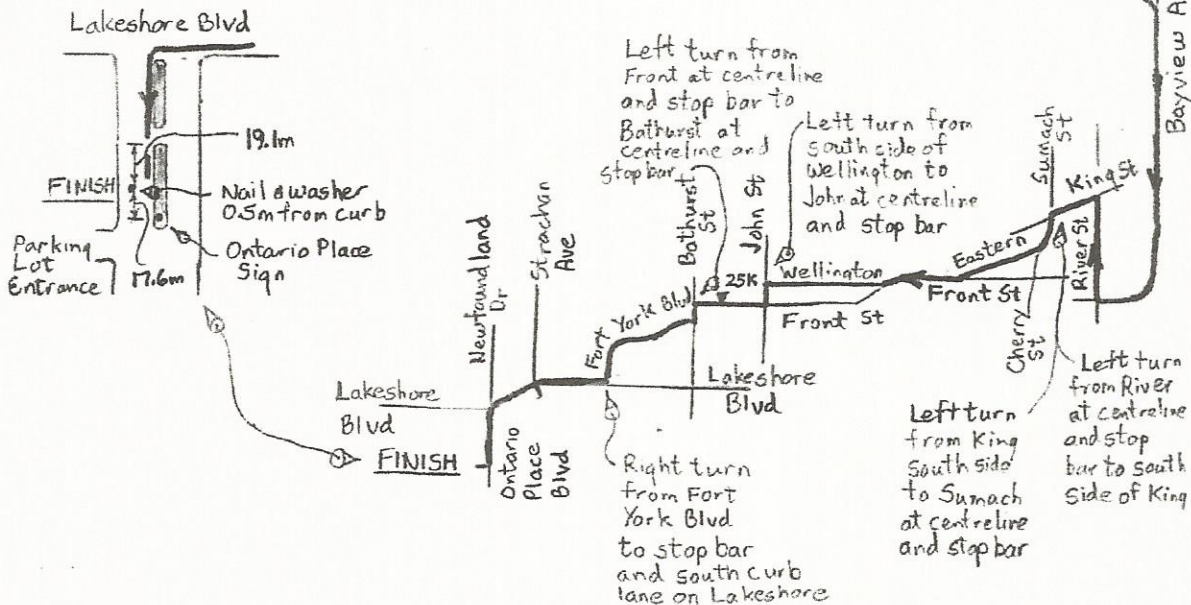 Lakeshore Blvd
19.1m
FINISH
Nail & washer
0.5m from curb
Ontario Place
Sign
Parking
Lot
Entrance
17.6m
Left turn from
Front at centreline
and stop bar to
Bathurst at
centreline and
stop bar
Left turn from
south side of
Wellington to
John at centreline
and stop bar
Bayview A
Sumach
St
King St
Eastern
River St
Cherry
St
Front St
Wellington
John St
Bathurst
St
25K
Front St
Fort York Blvd
Strachan
Ave
Newfoundland
Dr
Lakeshore
Blvd
Lakeshore
Blvd
FINISH
Ontario
Place
Blvd
Right turn
from Fort
York Blvd
to stop bar
and south curb
lane on Lakeshore
Left turn
from King
south side
to Sumach
at centreline
and stop bar
Left turn
from River
at centreline
and stop
bar to south
side of King